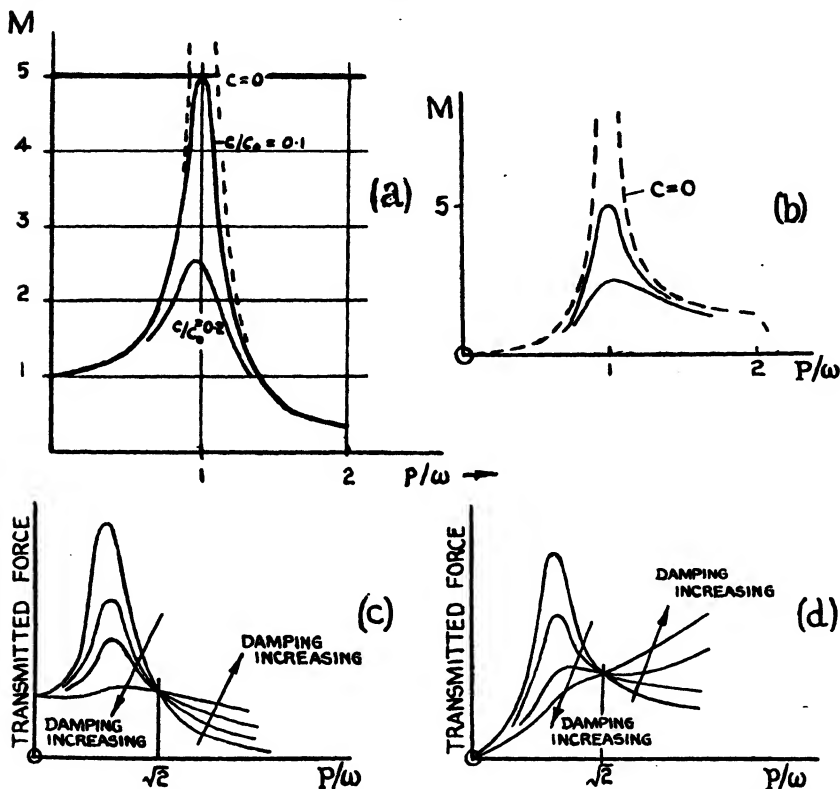 M
5
C=0
C/C₀ = 0.1
4
(a)
3
2
C/C₀=0.2
1
1
2
P/ω
M
C=0
5
(b)
1
2
P/ω
TRANSMITTED FORCE
(c)
DAMPING
INCREASING
DAMPING
INCREASING
√2
P/ω
TRANSMITTED FORCE
DAMPING
INCREASING
(d)
DAMPING
INCREASING
√2
P/ω